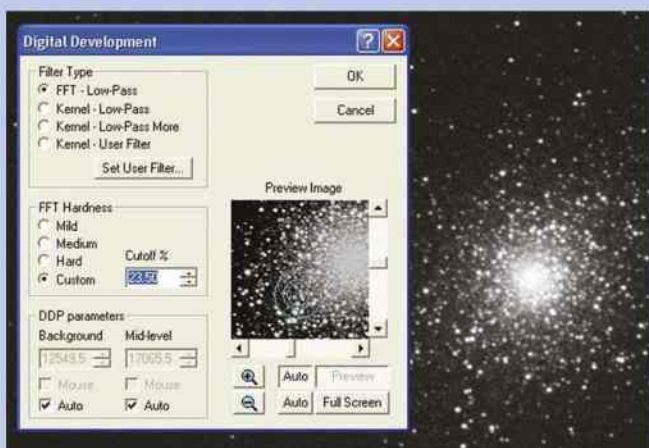 Digital Development
Filter Type
FFT - Low-Pass
Kernel - Low-Pass
Kernel - Low-Pass More
Kernel - User Filter
Set User Filter...
OK
Cancel
FFT Hardness
Mild
Medium
Hard
Custom
Cutoff %
23.50
Preview Image
DDP parameters
Background Mid-level
12549.5 17065.5
Mouse Mouse
Auto Auto
Auto Preview
Auto Full Screen